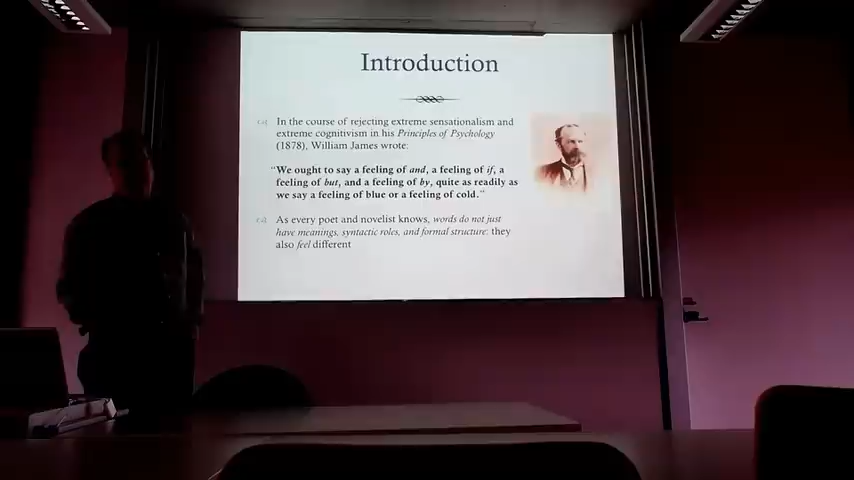 Introduction
In the course of rejecting extreme sensationalism and
extreme cognitivism in his Principles of Psychology
(1878), William James wrote:
“We ought to say a feeling of and, a feeling of if, a
feeling of but, and a feeling of by, quite as readily as
we say a feeling of blue or a feeling of cold.”
As every poet and novelist knows, words do not just
have meanings, syntactic roles, and formal structure: they
also feel different